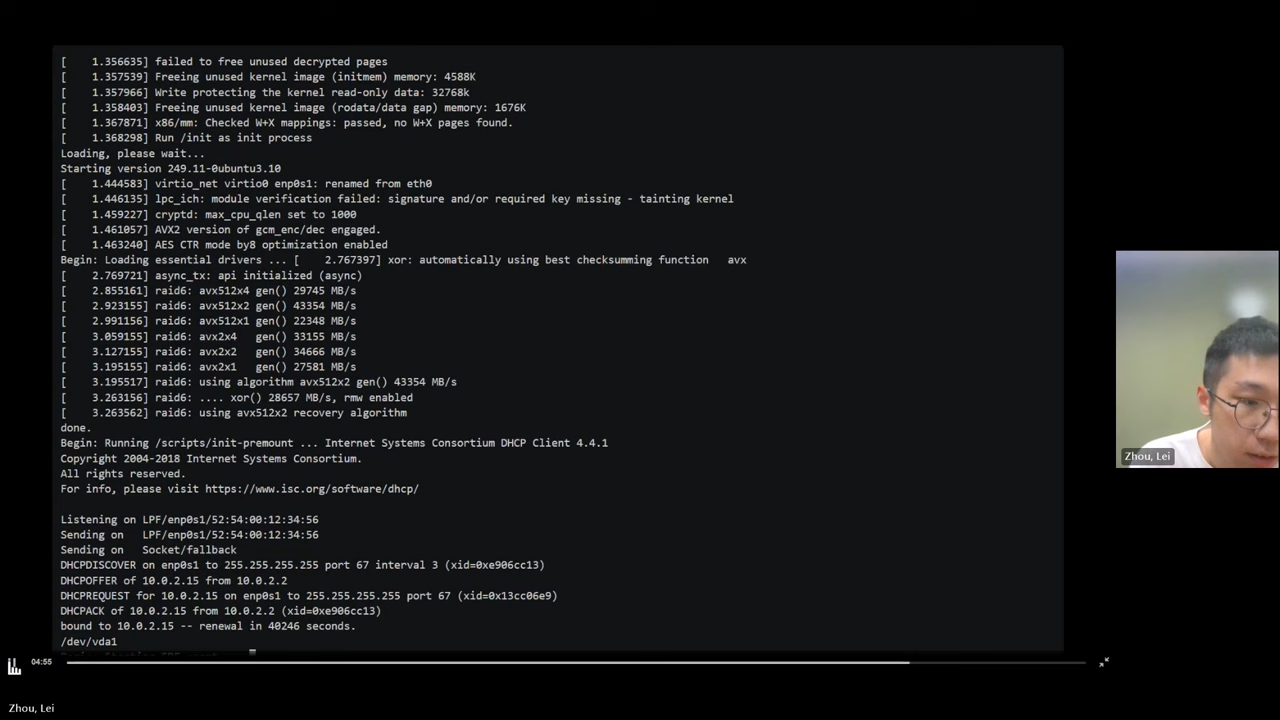 [    1.356635] failed to free unused decrypted pages
[    1.357539] Freeing unused kernel image (initmem) memory: 4588K
[    1.357966] Write protecting the kernel read-only data: 32768k
[    1.358403] Freeing unused kernel image (rodata/data gap) memory: 1676K
[    1.367871] x86/mm: Checked W+X mappings: passed, no W+X pages found.
[    1.368298] Run /init as init process
Loading, please wait...
Starting version 249.11-0ubuntu3.10
[    1.444583] virtio_net virtio0 enp0s1: renamed from eth0
[    1.446135] lpc_ich: module verification failed: signature and/or required key missing - tainting kernel
[    1.459227] cryptd: max_cpu_qlen set to 1000
[    1.461057] AVX2 version of gcm_enc/dec engaged.
[    1.463240] AES CTR mode by8 optimization enabled
Begin: Loading essential drivers ... [    2.767397] xor: automatically using best checksumming function   avx
[    2.769721] async_tx: api initialized (async)
[    2.855161] raid6: avx512x4 gen() 29745 MB/s
[    2.923155] raid6: avx512x2 gen() 43354 MB/s
[    2.991156] raid6: avx512x1 gen() 22348 MB/s
[    3.059155] raid6: avx2x4   gen() 33155 MB/s
[    3.127155] raid6: avx2x2   gen() 34666 MB/s
[    3.195155] raid6: avx2x1   gen() 27581 MB/s
[    3.195517] raid6: using algorithm avx512x2 gen() 43354 MB/s
[    3.263156] raid6: .... xor() 28657 MB/s, rmw enabled
[    3.263562] raid6: using avx512x2 recovery algorithm
done.
Begin: Running /scripts/init-premount ... Internet Systems Consortium DHCP Client 4.4.1
Copyright 2004-2018 Internet Systems Consortium.
All rights reserved.
For info, please visit https://www.isc.org/software/dhcp/
Listening on LPF/enp0s1/52:54:00:12:34:56
Sending on   LPF/enp0s1/52:54:00:12:34:56
Sending on   Socket/fallback
DHCPDISCOVER on enp0s1 to 255.255.255.255 port 67 interval 3 (xid=0xe906cc13)
DHCPOFFER of 10.0.2.15 from 10.0.2.2
DHCPREQUEST for 10.0.2.15 on enp0s1 to 255.255.255.255 port 67 (xid=0x13cc06e9)
DHCPACK of 10.0.2.15 from 10.0.2.2 (xid=0xe906cc13)
bound to 10.0.2.15 -- renewal in 40246 seconds.
/dev/vda1
Zhou, Lei
04:55
Zhou, Lei